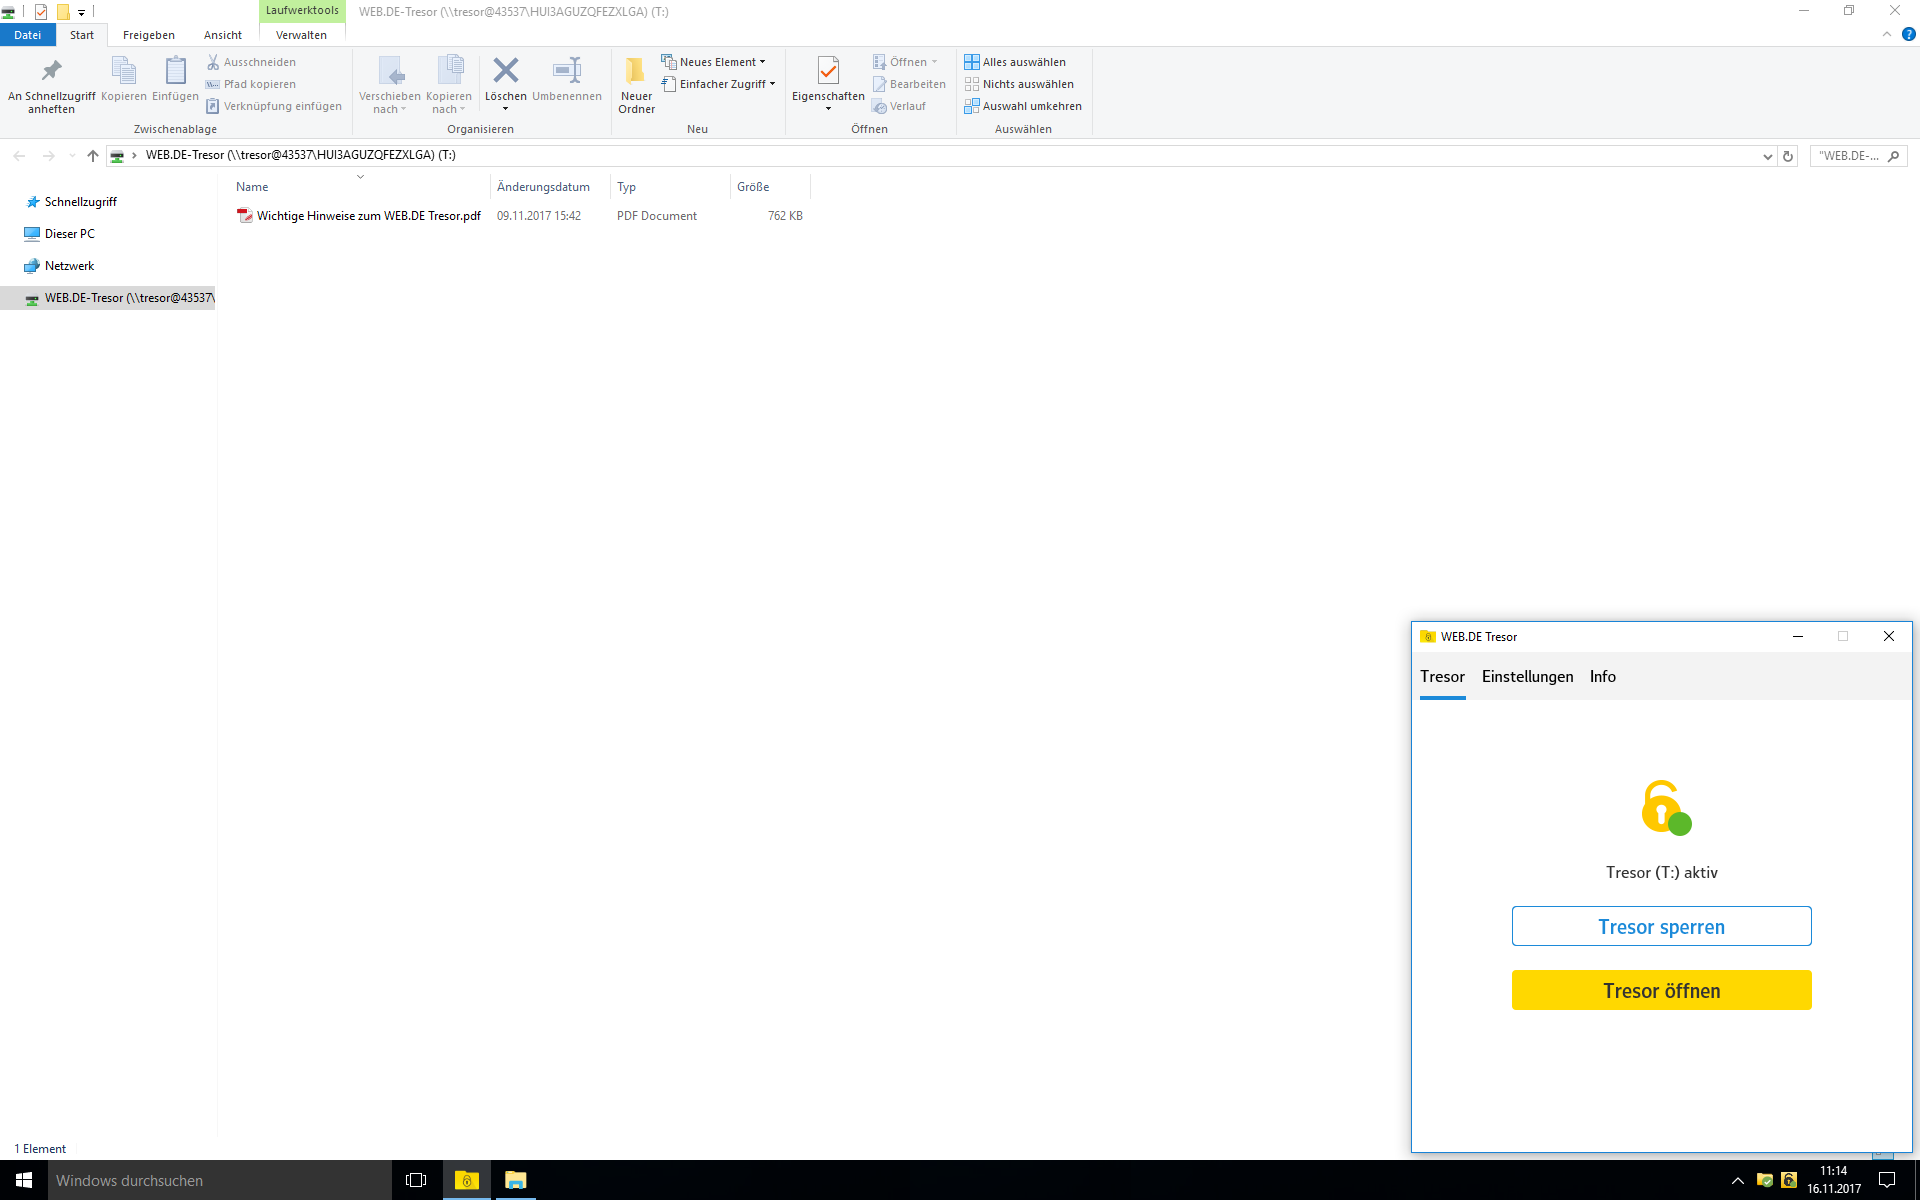 Laufwerktools
WEB.DE-Tresor (\\tresor@43537\HUI3AGUZQFEZXLGA) (T:)
Datei
Start
Freigeben
Ansicht
Verwalten
An Schnellzugriff
anheften
Kopieren
Einfügen
Ausschneiden
Pfad kopieren
Verknüpfung einfügen
Zwischenablage
Verschieben
nach
Kopieren
nach
Löschen
Umbenennen
Organisieren
Neuer
Ordner
Neues Element
Einfacher Zugriff
Neu
Eigenschaften
Öffnen
Bearbeiten
Verlauf
Öffnen
Alles auswählen
Nichts auswählen
Auswahl umkehren
Auswählen
WEB.DE-Tresor (\\tresor@43537\HUI3AGUZQFEZXLGA) (T:)
"WEB.DE-...
Schnellzugriff
Dieser PC
Netzwerk
WEB.DE-Tresor (\\tresor@43537\
Name
Änderungsdatum
Typ
Größe
Wichtige Hinweise zum WEB.DE Tresor.pdf
09.11.2017 15:42
PDF Document
762 KB
WEB.DE Tresor
Tresor
Einstellungen
Info
Tresor (T:) aktiv
Tresor sperren
Tresor öffnen
1 Element
Windows durchsuchen
11:14
16.11.2017